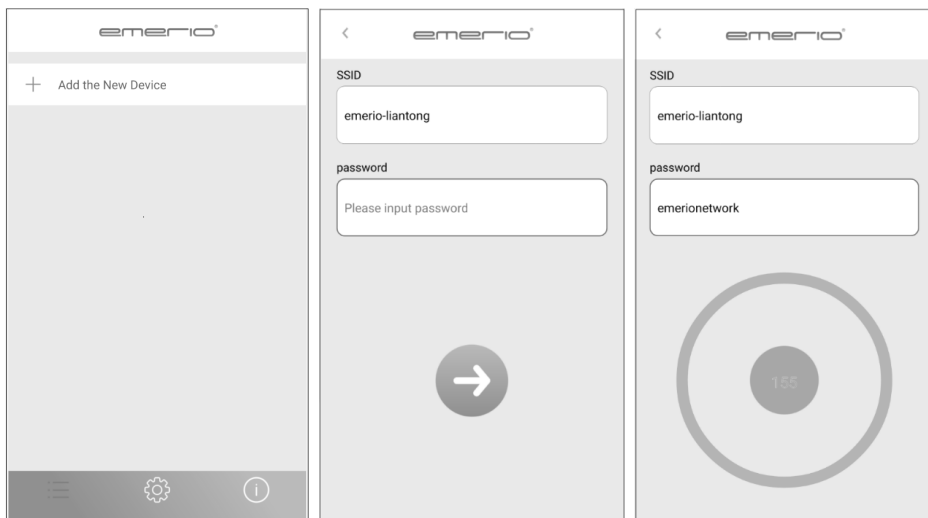 emerio®
Add the New Device
emerio®
SSID
emerio-liantong
password
Please input password
emerio®
SSID
emerio-liantong
password
emerionetwork
155